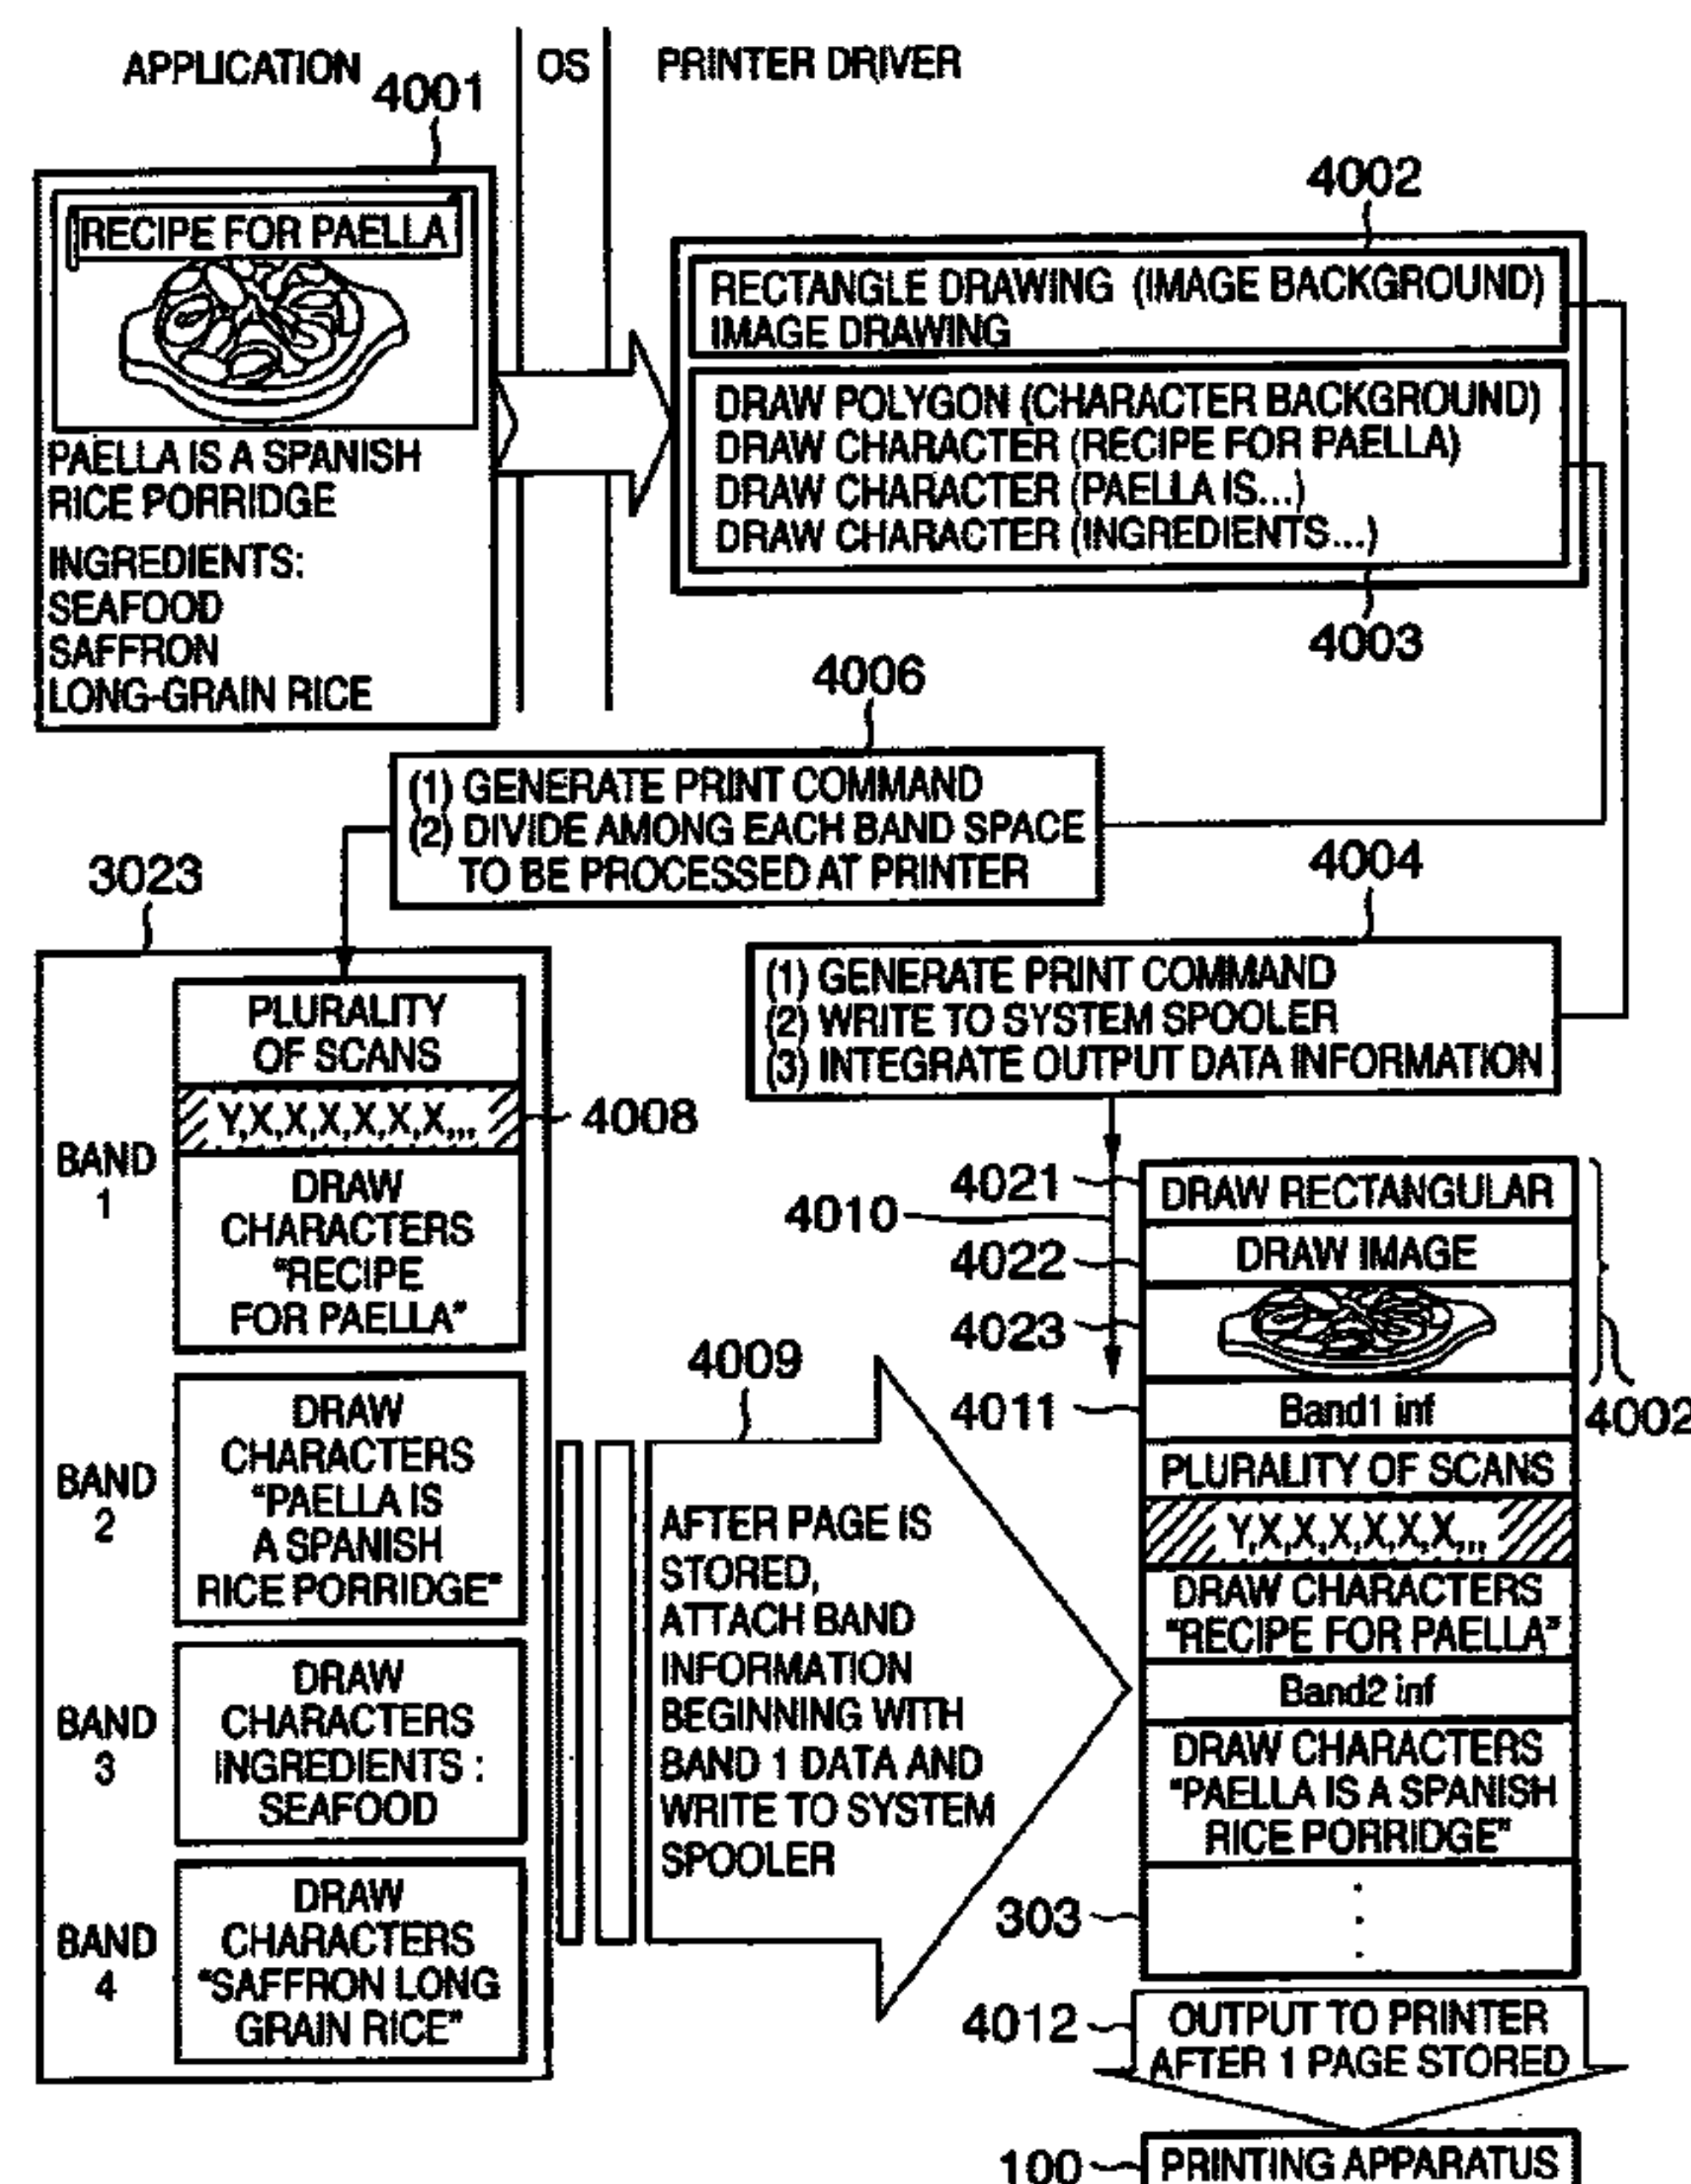 APPLICATION
OS
PRINTER DRIVER
4001
RECIPE FOR PAELLA
PAELLA IS A SPANISH
RICE PORRIDGE
INGREDIENTS:
SEAFOOD
SAFFRON
LONG-GRAIN RICE
4002
RECTANGLE DRAWING (IMAGE BACKGROUND)
IMAGE DRAWING
DRAW POLYGON (CHARACTER BACKGROUND)
DRAW CHARACTER (RECIPE FOR PAELLA)
DRAW CHARACTER (PAELLA IS...)
DRAW CHARACTER (INGREDIENTS...)
4003
4006
(1) GENERATE PRINT COMMAND
(2) DIVIDE AMONG EACH BAND SPACE
TO BE PROCESSED AT PRINTER
4004
(1) GENERATE PRINT COMMAND
(2) WRITE TO SYSTEM SPOOLER
(3) INTEGRATE OUTPUT DATA INFORMATION
3023
BAND
1
PLURALITY
OF SCANS
Y,X,X,X,X,X,X,,,
4008
DRAW
CHARACTERS
"RECIPE
FOR PAELLA"
BAND
2
DRAW
CHARACTERS
"PAELLA IS
A SPANISH
RICE PORRIDGE"
BAND
3
DRAW
CHARACTERS
INGREDIENTS :
SEAFOOD
BAND
4
DRAW
CHARACTERS
"SAFFRON LONG
GRAIN RICE"
4009
AFTER PAGE IS
STORED,
ATTACH BAND
INFORMATION
BEGINNING WITH
BAND 1 DATA AND
WRITE TO SYSTEM
SPOOLER
4010
4021
DRAW RECTANGULAR
4022
DRAW IMAGE
4023
4002
4011
Band1 inf
PLURALITY OF SCANS
Y,X,X,X,X,X,X,,,
DRAW CHARACTERS
"RECIPE FOR PAELLA"
Band2 inf
DRAW CHARACTERS
"PAELLA IS A SPANISH
RICE PORRIDGE"
303
4012
OUTPUT TO PRINTER
AFTER 1 PAGE STORED
100
PRINTING APPARATUS